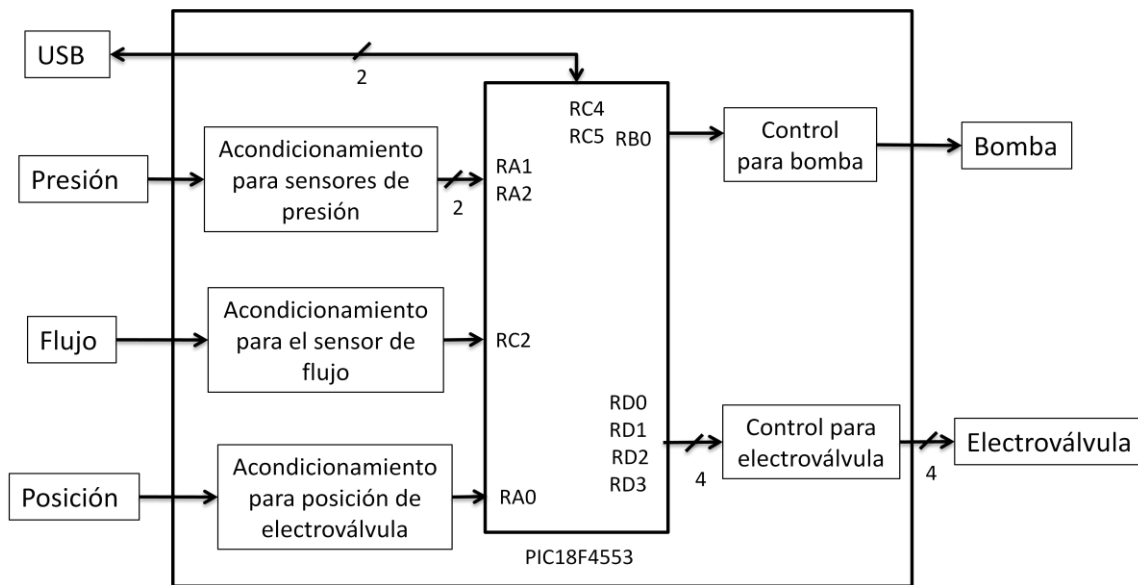 USB
2
RC4
RC5
RB0
Control
para bomba
Bomba
Presión
Acondicionamiento
para sensores de
presión
2
RA1
RA2
Flujo
Acondicionamiento
para el sensor de
flujo
RC2
RD0
RD1
RD2
RD3
4
Control para
electroválvula
4
Electroválvula
Posición
Acondicionamiento
para posición de
electroválvula
RA0
PIC18F4553